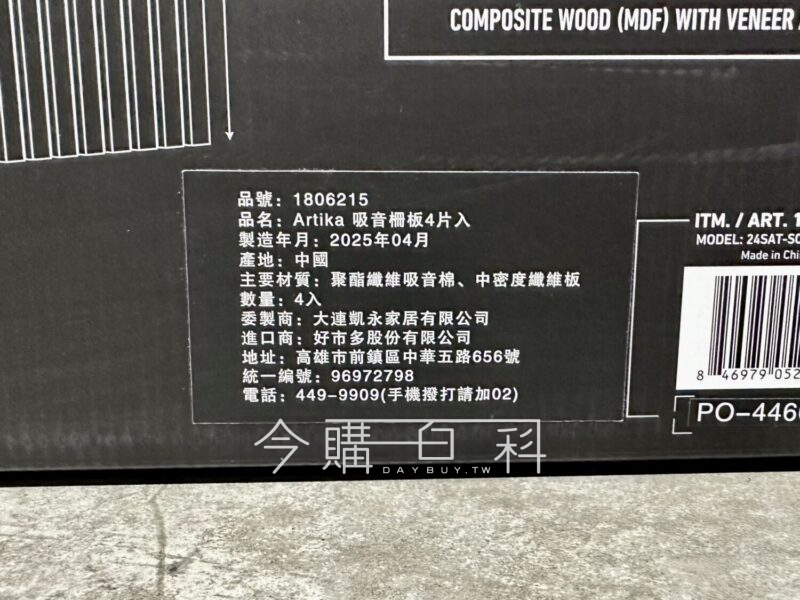 COMPOSITE WOOD (MDF) WITH VENEER
品號：1806215
品名：Artika 吸音柵板4片入
製造年月：2025年04月
產地：中國
主要材質：聚酯纖維吸音棉、中密度纖維板
數量：4入
委製商：大連凱永家居有限公司
進口商：好市多股份有限公司
地址：高雄市前鎮區中華五路656號
統一編號：96972798
電話：449-9909(手機撥打請加02)
ITM. / ART. 1
MODEL: 24SAT-SO
Made in Chi
8 46979 052
PO-446
今購百科
DAYBUY.TW